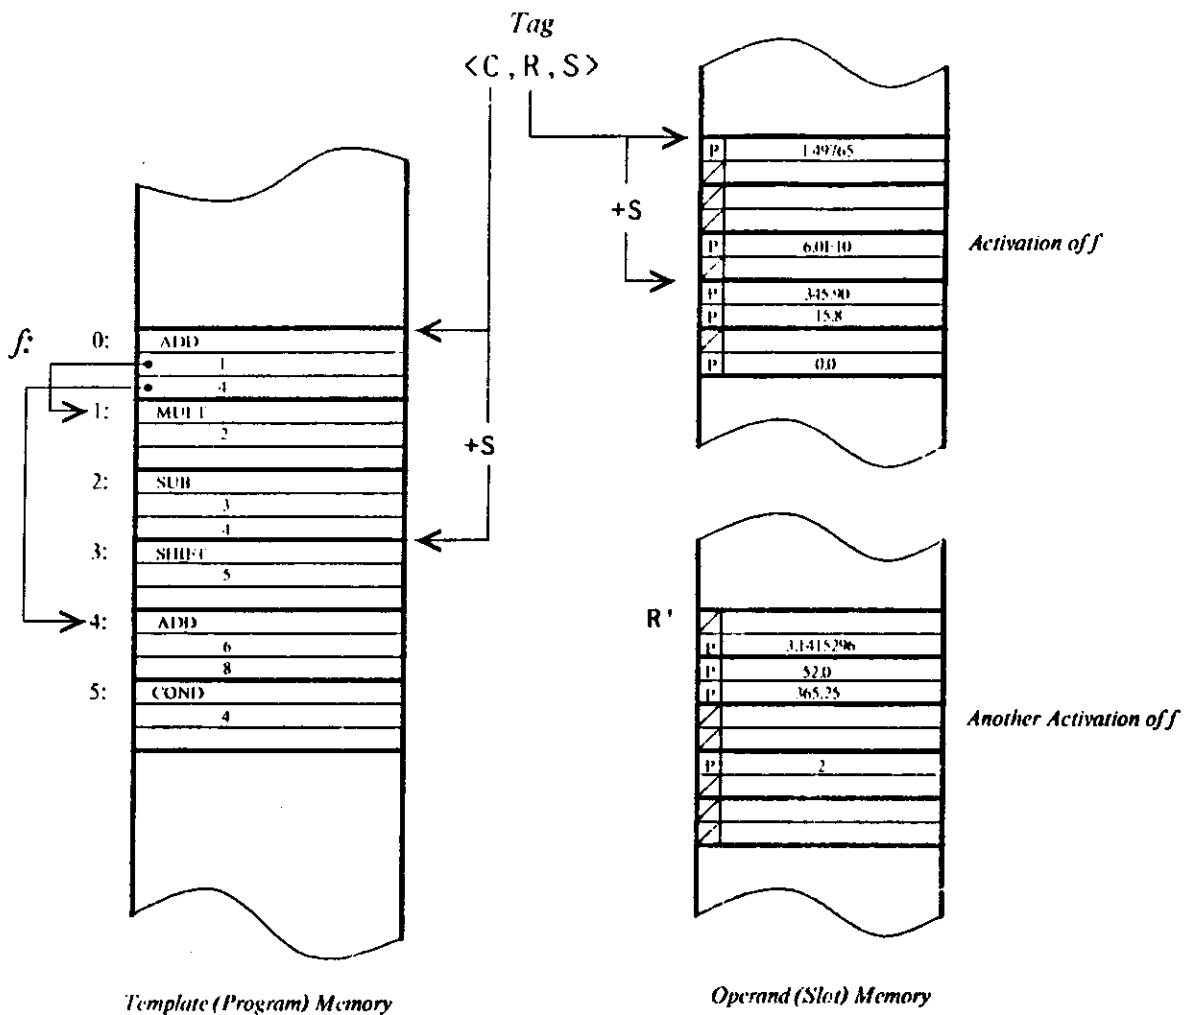 Tag
<C,R,S>
f:
0: ADD
1
4
1: MULT
2
2: SUB
3
4
3: SHIFT
5
4: ADD
6
8
5: COND
4
+S
Template (Program) Memory
+S
P 1.49765
P 6.01E10
P 345.90
P 15.8
P 0.0
Activation of f
R'
P 3.1415296
P 52.0
P 365.25
P 2
Another Activation of f
Operand (Slot) Memory